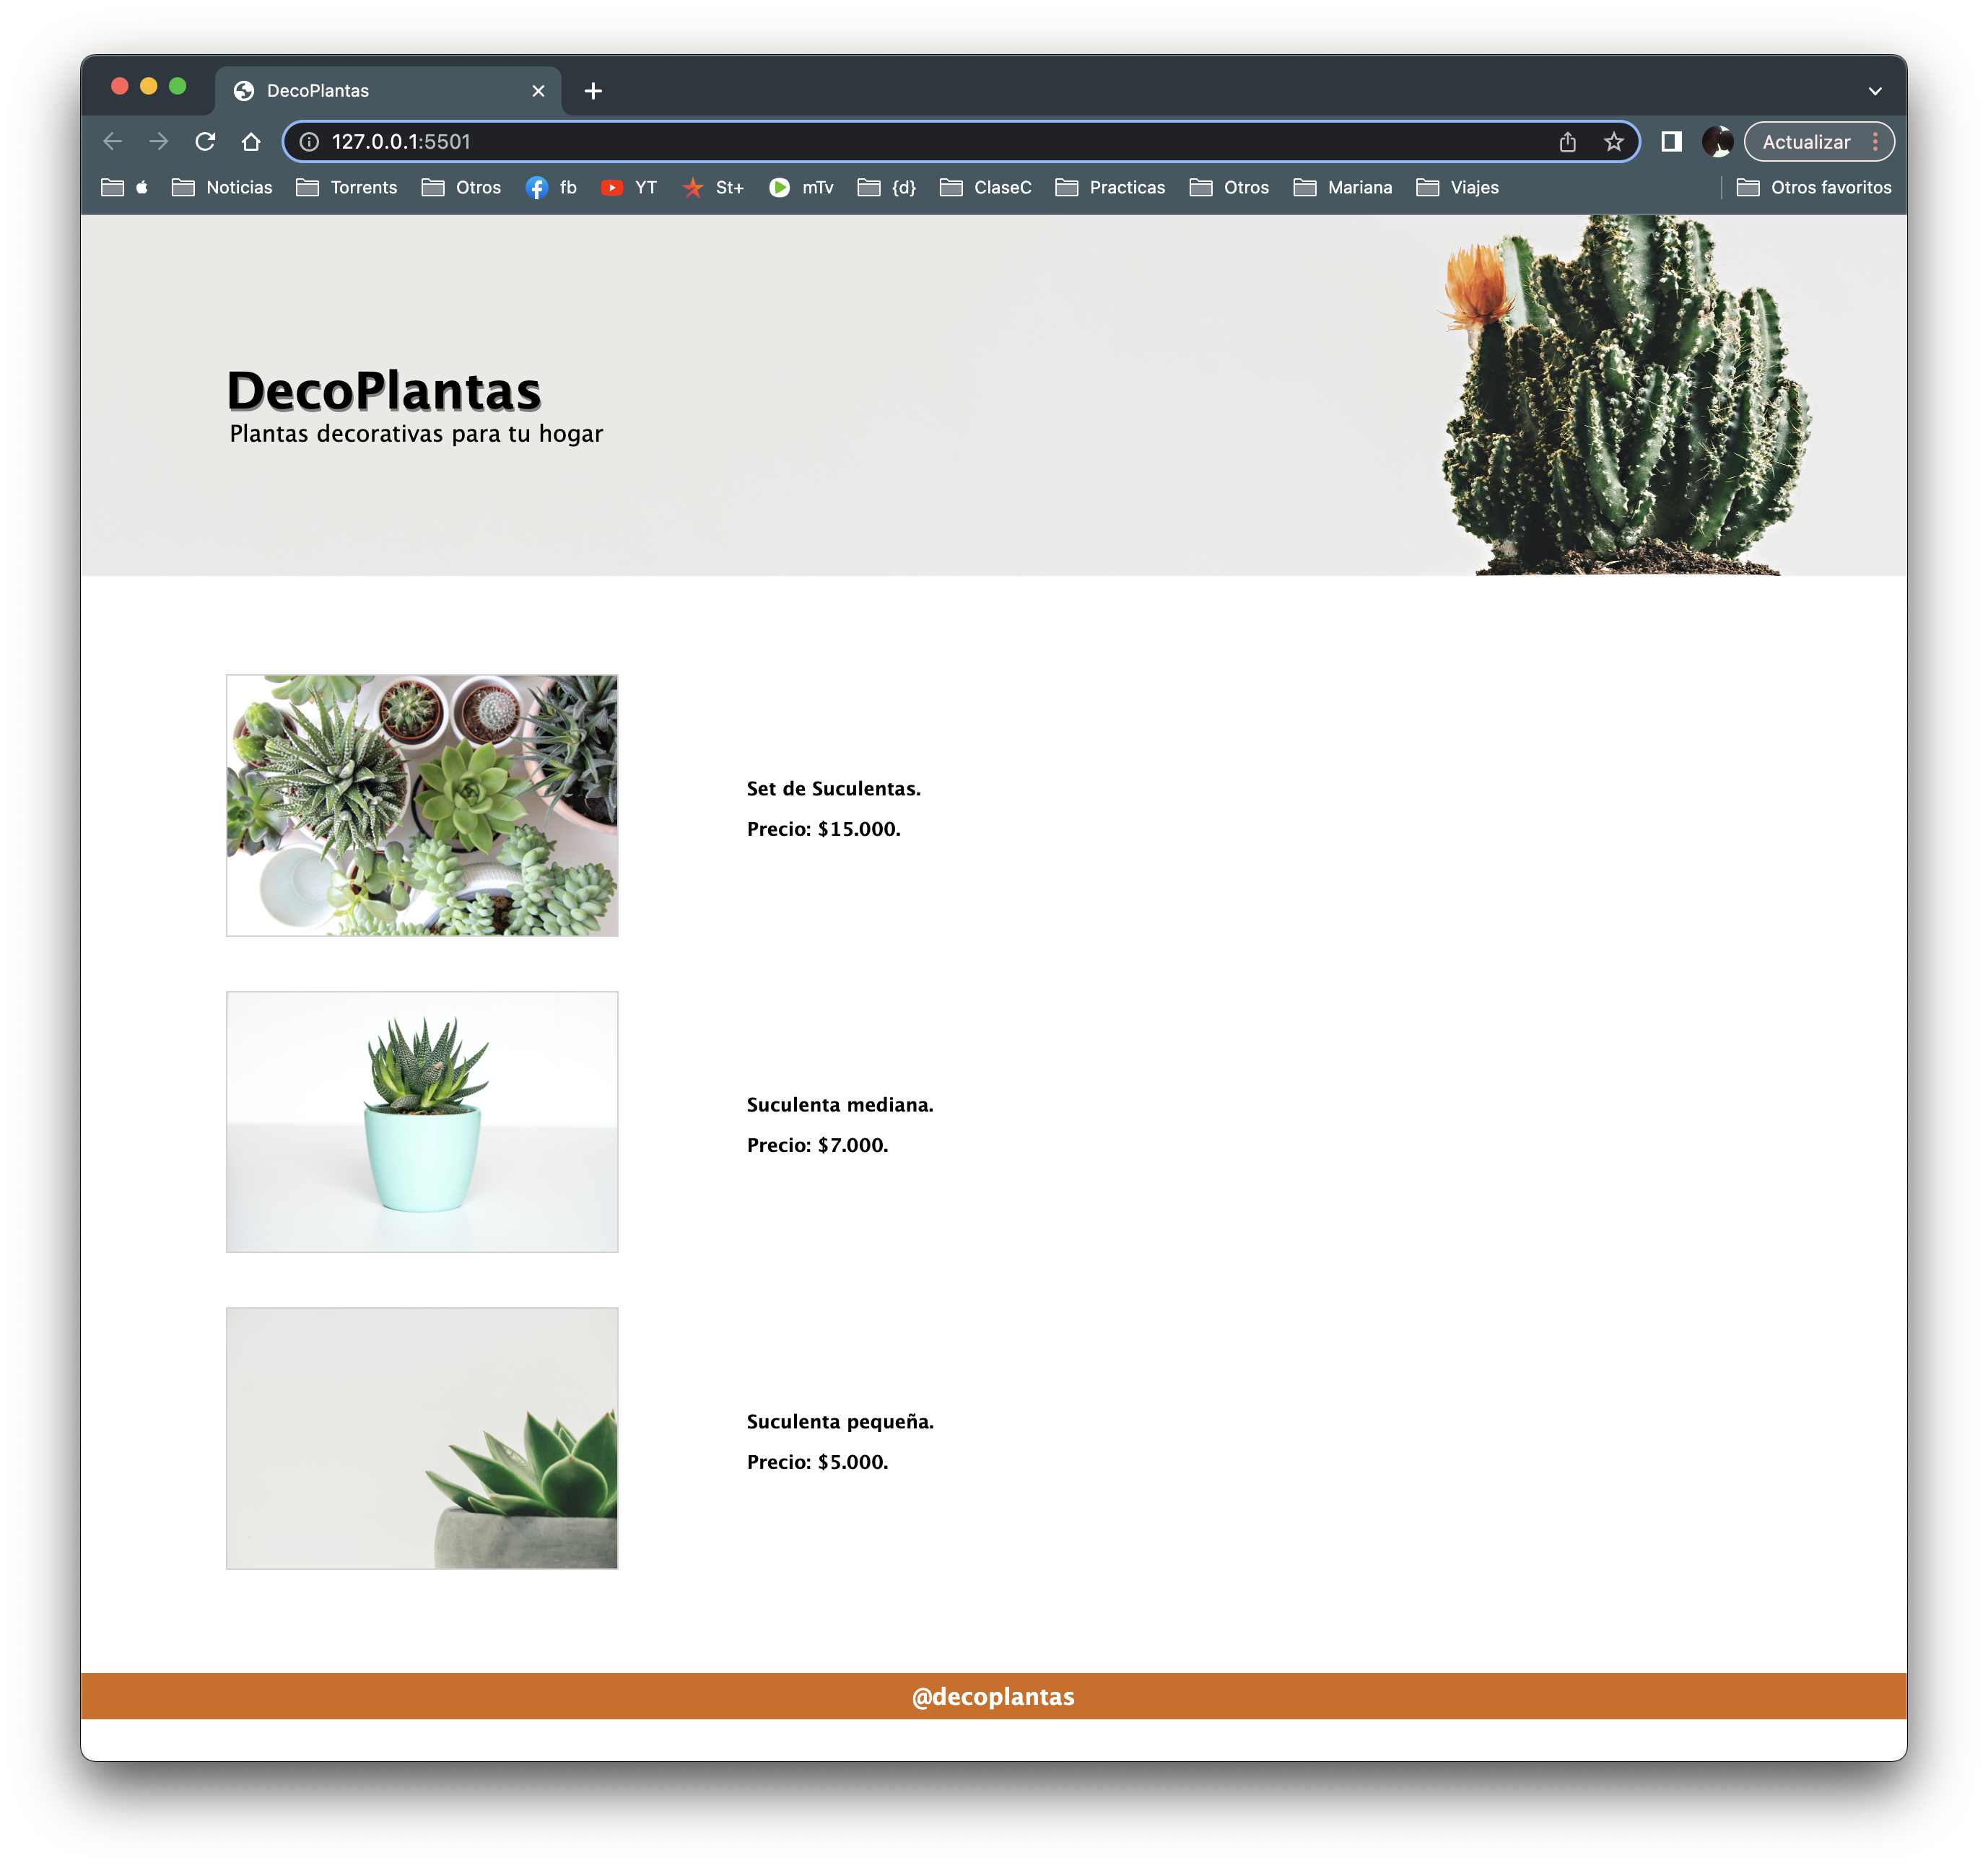 DecoPlantas
127.0.0.1:5501
Actualizar
Noticias Torrents Otros fb YT St+ mTv {d} ClaseC Practicas Otros Mariana Viajes Otros favoritos
DecoPlantas
Plantas decorativas para tu hogar
Set de Suculentas.
Precio: $15.000.
Suculenta mediana.
Precio: $7.000.
Suculenta pequeña.
Precio: $5.000.
@decoplantas